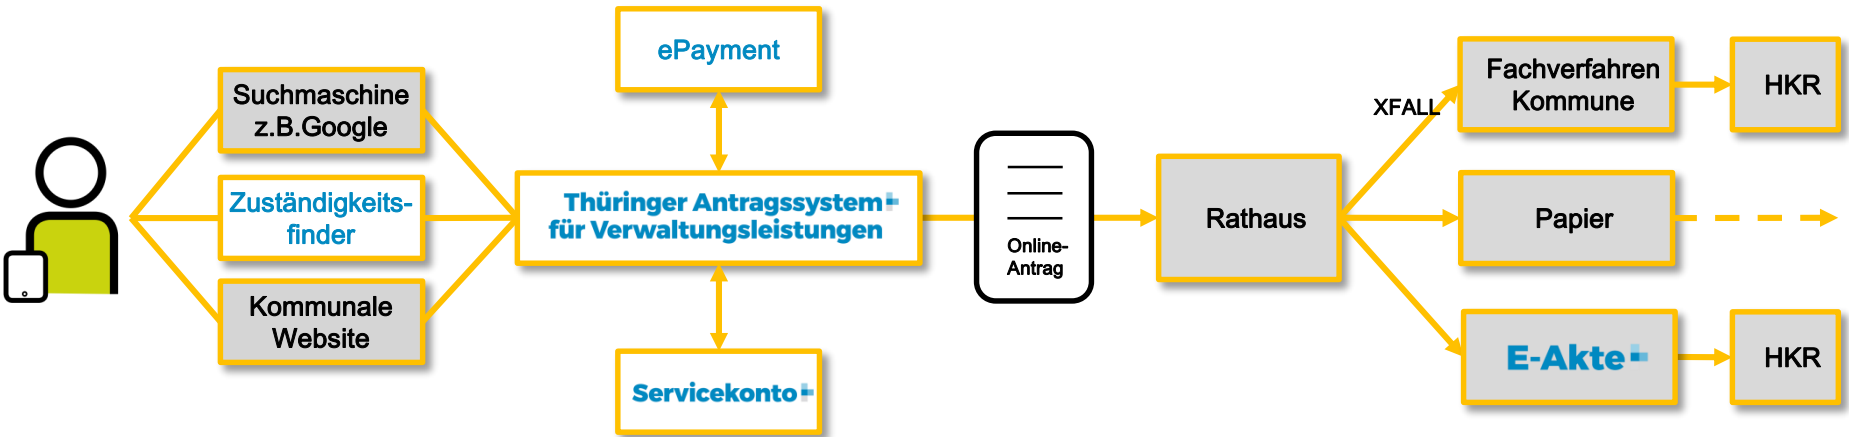 Suchmaschine
z.B.Google
Zuständigkeits-
finder
Kommunale
Website
ePayment
Thüringer Antragssystem
für Verwaltungsleistungen
Servicekonto
Online-
Antrag
Rathaus
XFALL
Fachverfahren
Kommune
HKR
Papier
E-Akte
HKR